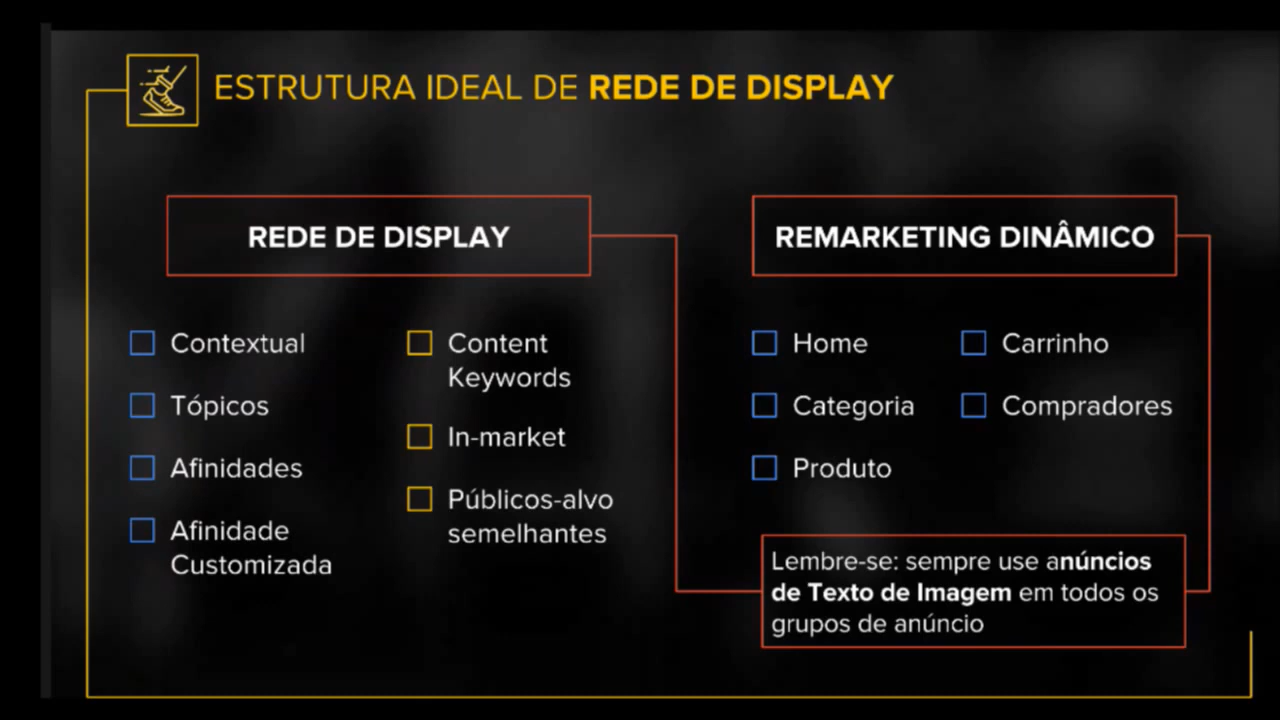 ESTRUTURA IDEAL DE REDE DE DISPLAY
REDE DE DISPLAY
Contextual
Tópicos
Afinidades
Afinidade
Customizada
Content
Keywords
In-market
Públicos-alvo
semelhantes
REMARKETING DINÂMICO
Home
Categoria
Produto
Carrinho
Compradores
Lembre-se: sempre use anúncios
de Texto de Imagem em todos os
grupos de anúncio